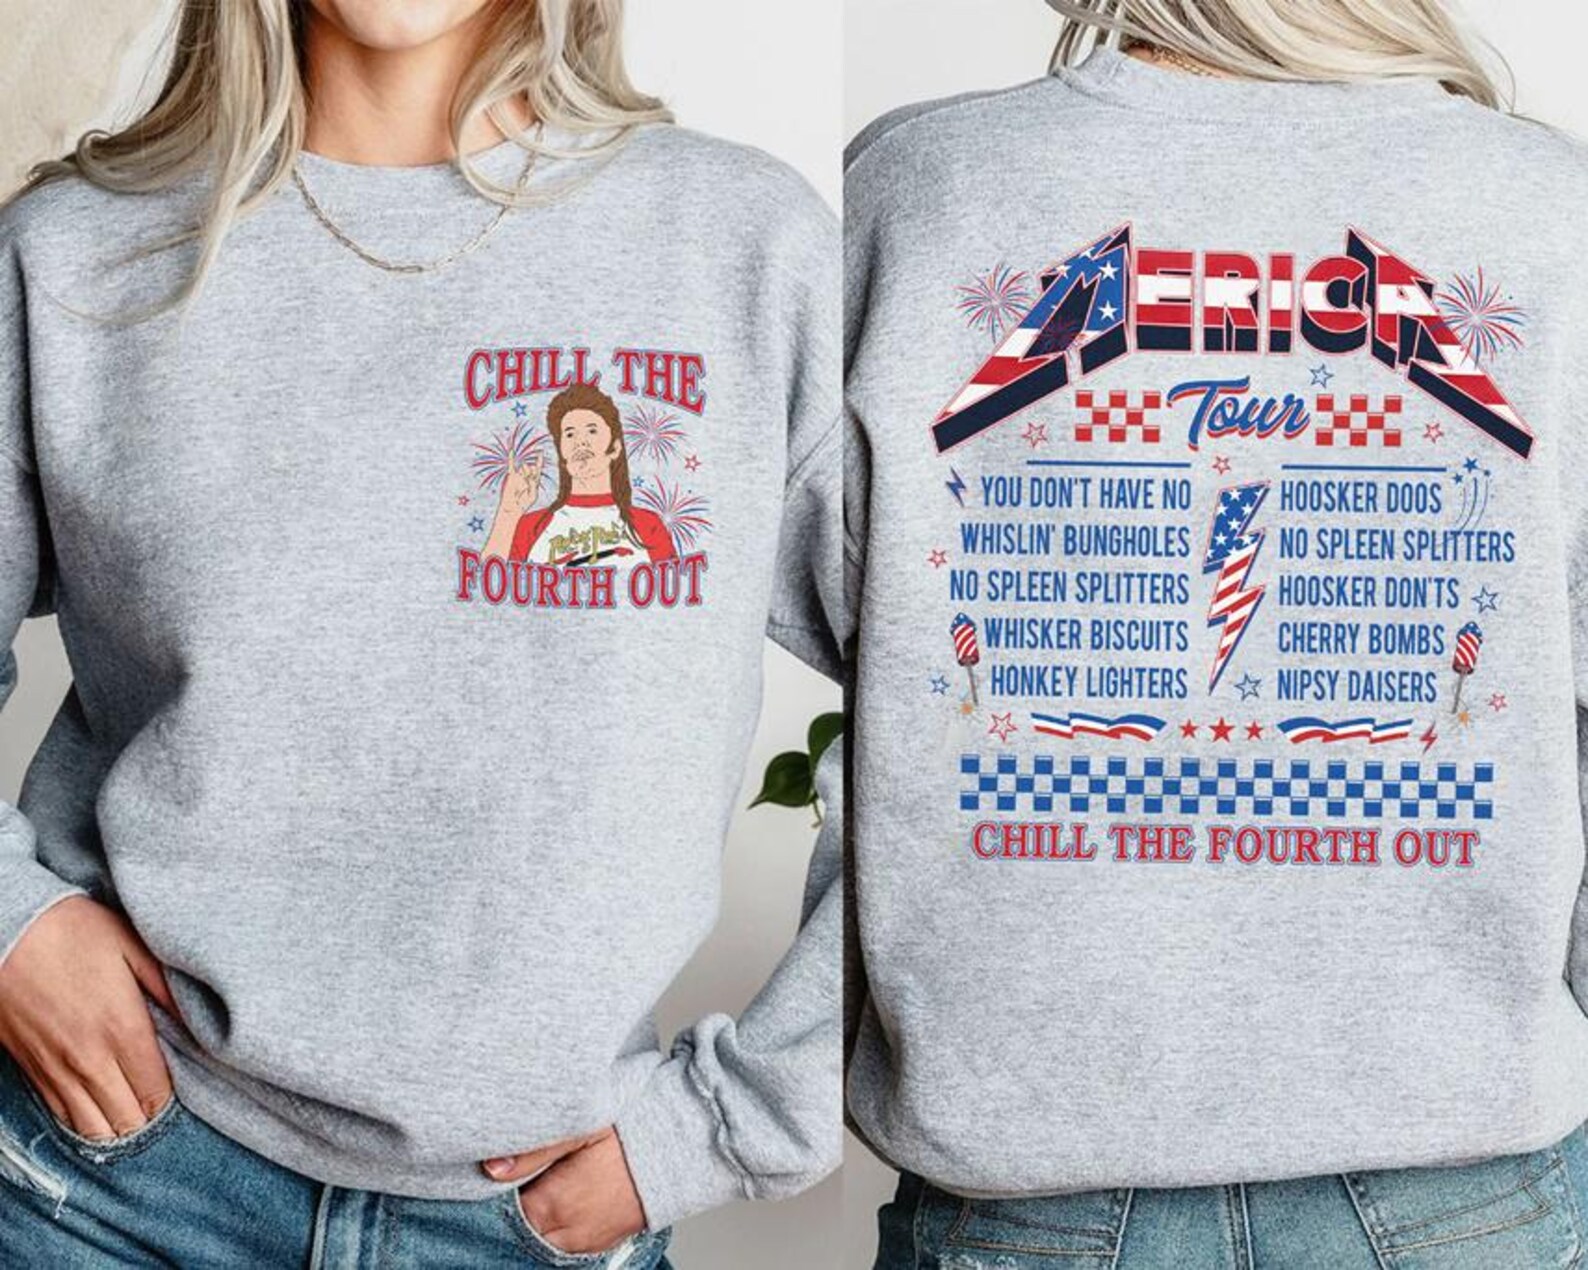 CHILL THE
FOURTH OUT
'MERICA
Tour
YOU DON'T HAVE NO
WHISLIN' BUNGHOLES
NO SPLEEN SPLITTERS
WHISKER BISCUITS
HONKEY LIGHTERS
HOOSKER DOOS
NO SPLEEN SPLITTERS
HOOSKER DON'TS
CHERRY BOMBS
NIPSY DAISERS
CHILL THE FOURTH OUT